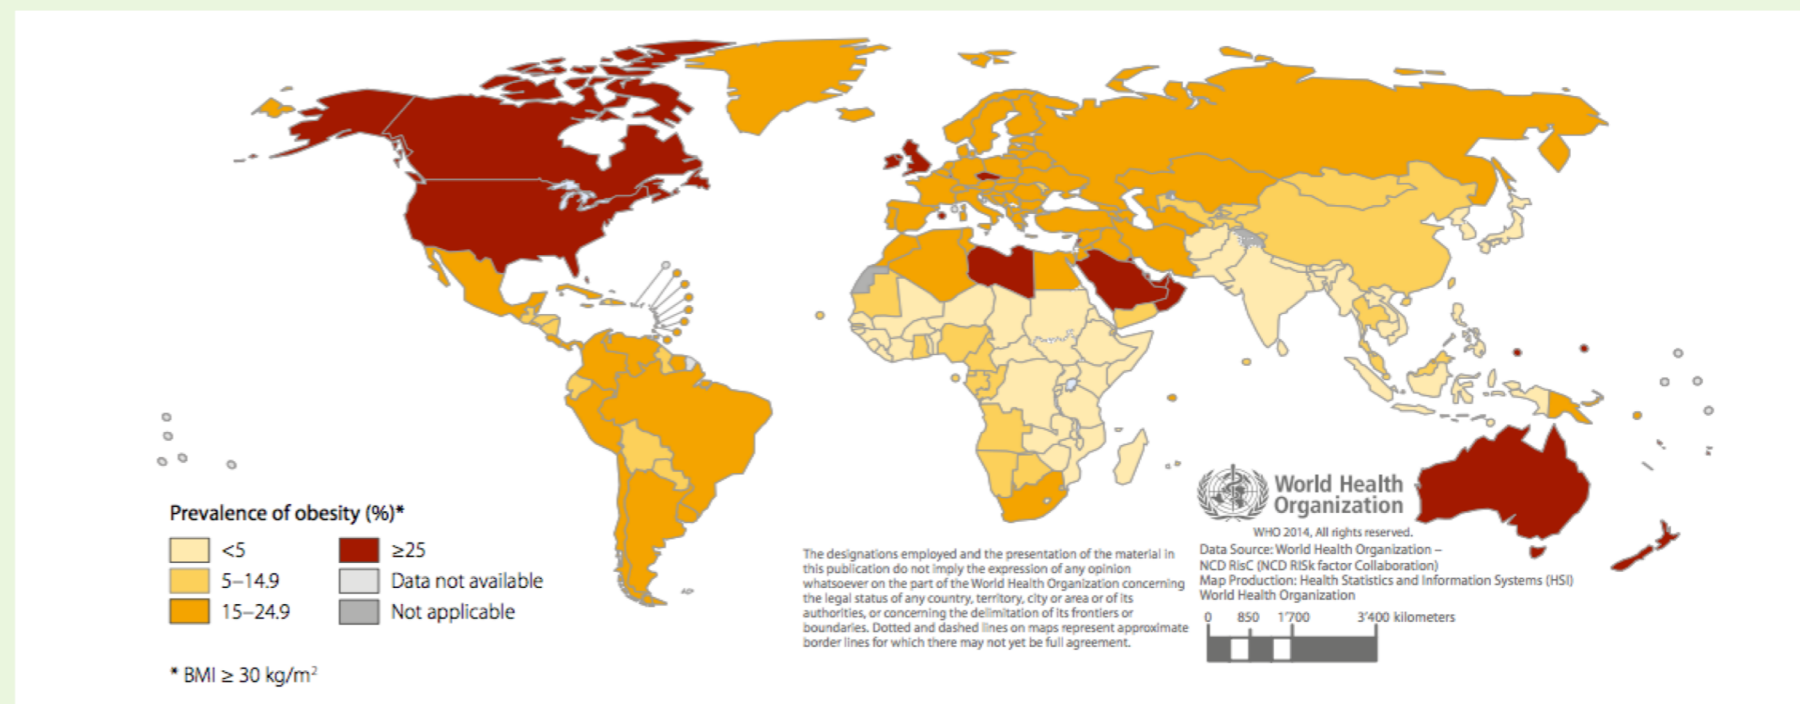 Prevalence of obesity (%)*
<5
5–14.9
15–24.9
≥25
Data not available
Not applicable
* BMI ≥ 30 kg/m²
The designations employed and the presentation of the material in
this publication do not imply the expression of any opinion
whatsoever on the part of the World Health Organization concerning
the legal status of any country, territory, city or area or of its
authorities, or concerning the delimitation of its frontiers or
boundaries. Dotted and dashed lines on maps represent approximate
border lines for which there may not yet be full agreement.
World Health
Organization
WHO 2014, All rights reserved.
Data Source: World Health Organization –
NCD RisC (NCD RISk factor Collaboration)
Map Production: Health Statistics and Information Systems (HSI)
World Health Organization
0 850 1'700 3'400 kilometers